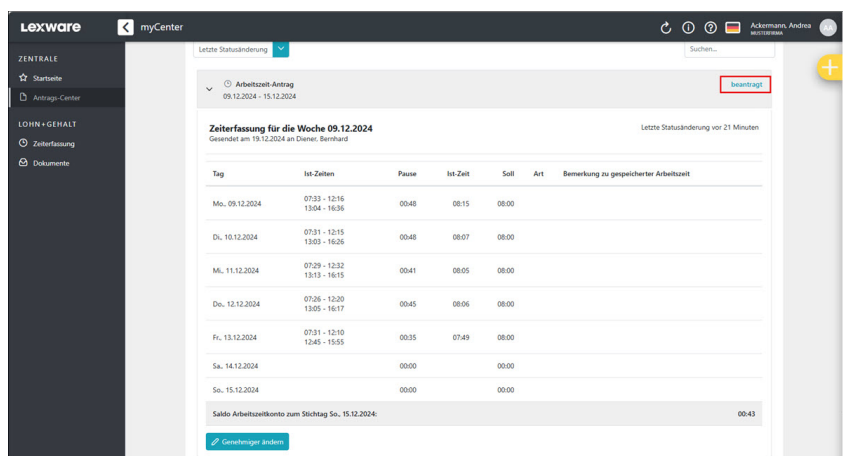 Lexware
myCenter
Ackermann, Andrea
MUSTERFIRMA
AA
ZENTRALE
Startseite
Antrags-Center
LOHN+GEHALT
Zeiterfassung
Dokumente
Letzte Statusänderung
Suchen...
Arbeitszeit-Antrag
09.12.2024 - 15.12.2024
beantragt
Zeiterfassung für die Woche 09.12.2024
Gesendet am 19.12.2024 an Diener, Bernhard
Letzte Statusänderung vor 21 Minuten
Tag Ist-Zeiten Pause Ist-Zeit Soll Art Bemerkung zu gespeicherter Arbeitszeit
Mo., 09.12.2024 07:33 - 12:16 00:48 08:15 08:00
13:04 - 16:36
Di., 10.12.2024 07:31 - 12:15 00:48 08:07 08:00
13:03 - 16:26
Mi., 11.12.2024 07:29 - 12:32 00:41 08:05 08:00
13:13 - 16:15
Do., 12.12.2024 07:26 - 12:20 00:45 08:06 08:00
13:05 - 16:17
Fr., 13.12.2024 07:31 - 12:10 00:35 07:49 08:00
12:45 - 15:55
Sa., 14.12.2024 00:00 00:00
So., 15.12.2024 00:00 00:00
Saldo Arbeitszeitkonto zum Stichtag So., 15.12.2024: 00:43
Genehmiger ändern